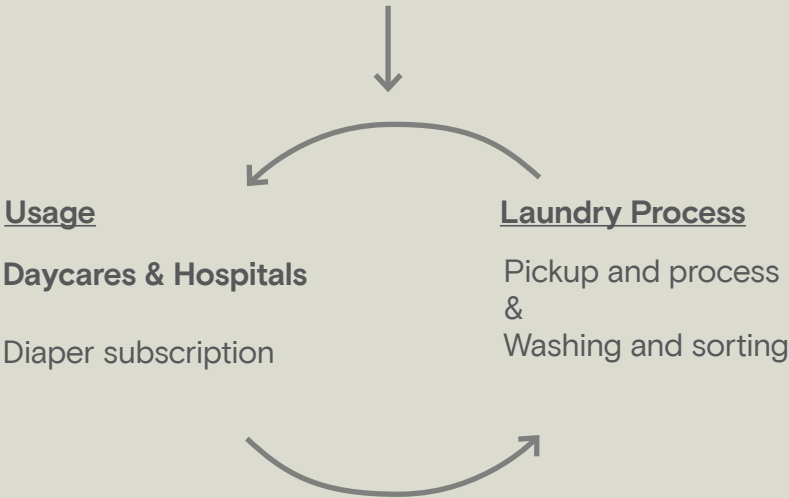 Usage
Daycares & Hospitals
Diaper subscription
Laundry Process
Pickup and process
&
Washing and sorting